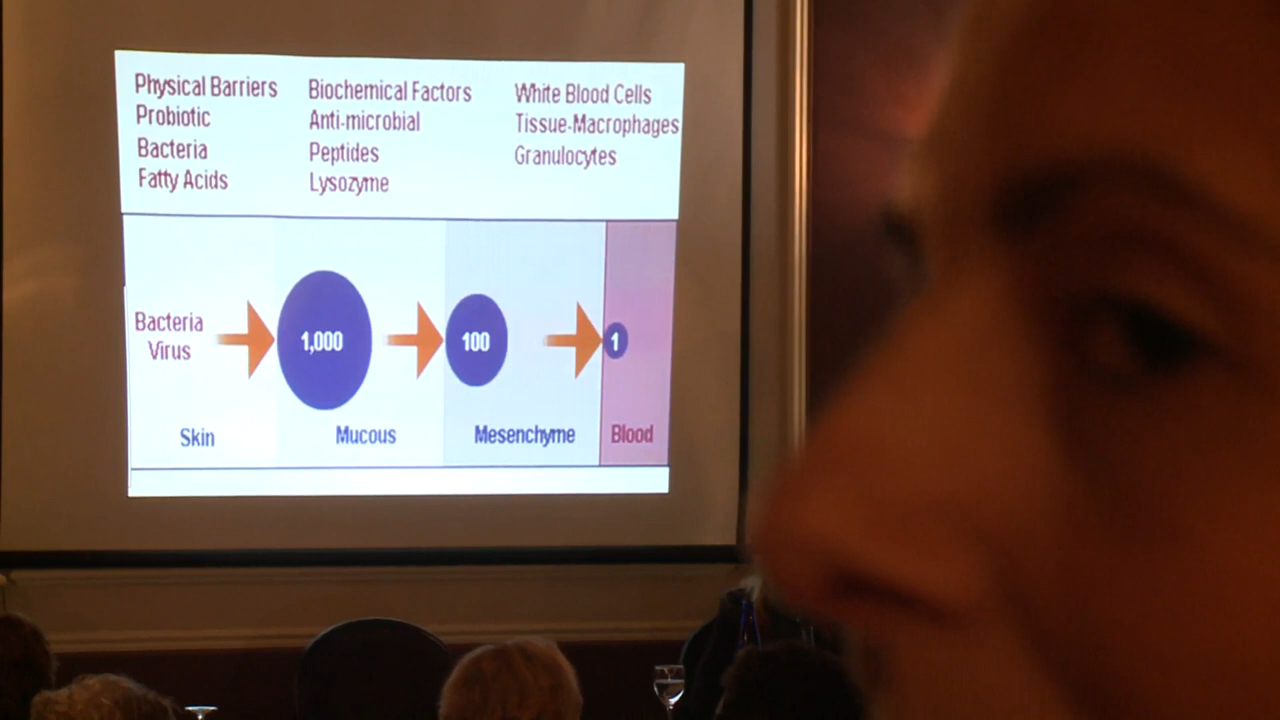 Physical Barriers
Probiotic
Bacteria
Fatty Acids
Biochemical Factors
Anti-microbial
Peptides
Lysozyme
White Blood Cells
Tissue-Macrophages
Granulocytes
Bacteria
Virus
1,000
100
1
Skin
Mucous
Mesenchyme
Blood